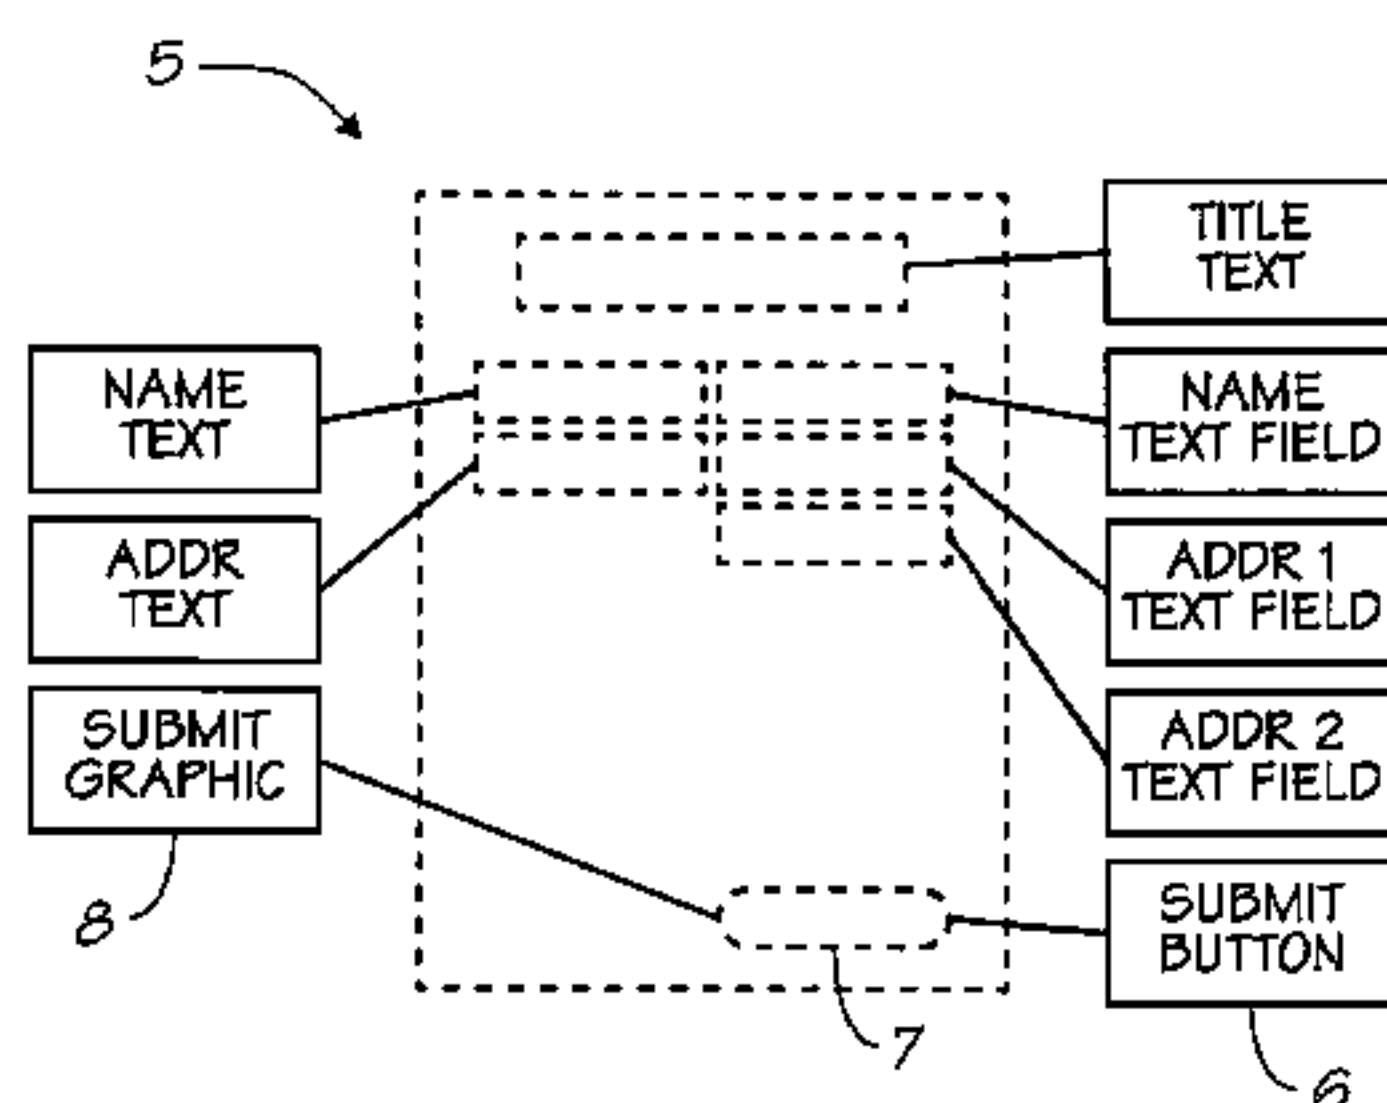 5
TITLE
TEXT
NAME
TEXT
NAME
TEXT FIELD
ADDR
TEXT
ADDR 1
TEXT FIELD
SUBMIT
GRAPHIC
ADDR 2
TEXT FIELD
8
SUBMIT
BUTTON
7
6